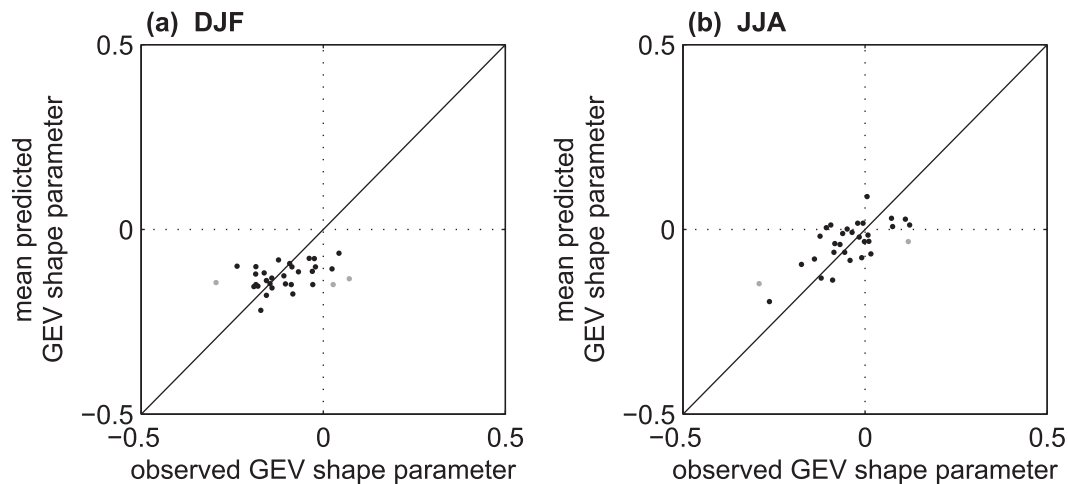 (a) DJF
0.5
0
−0.5
−0.5
0
0.5
mean predicted
GEV shape parameter
observed GEV shape parameter
(b) JJA
0.5
0
−0.5
−0.5
0
0.5
mean predicted
GEV shape parameter
observed GEV shape parameter